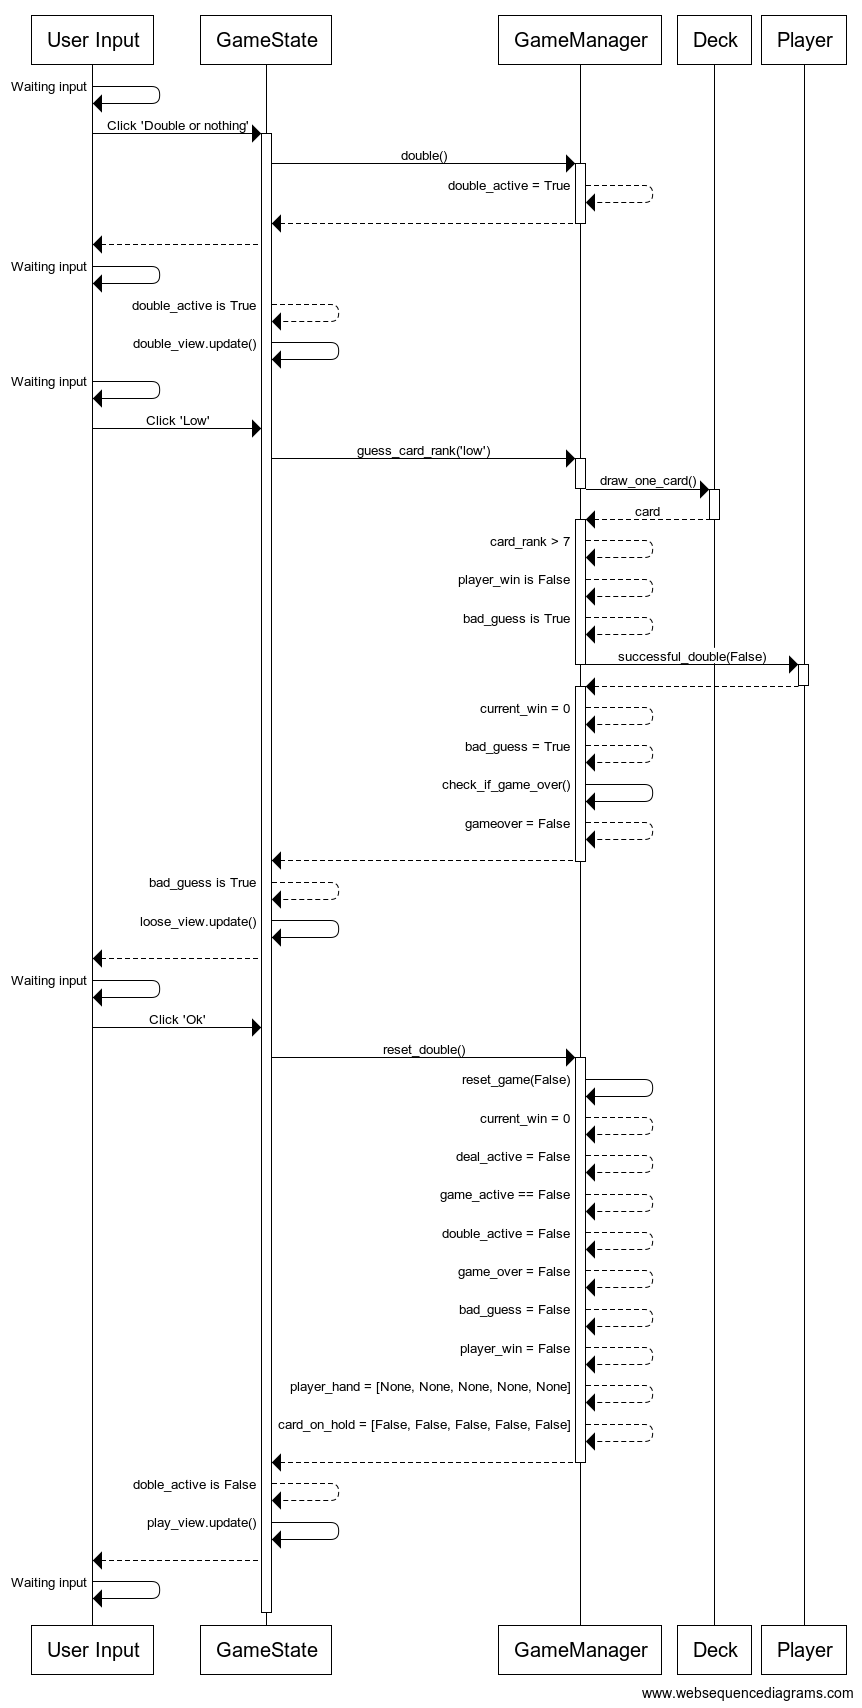 User Input GameState GameManager Deck Player
Waiting input
Click 'Double or nothing'
double()
double_active = True
Waiting input
double_active is True
double_view.update()
Waiting input
Click 'Low'
guess_card_rank('low')
draw_one_card()
card
card_rank > 7
player_win is False
bad_guess is True
successful_double(False)
current_win = 0
bad_guess = True
check_if_game_over()
gameover = False
bad_guess is True
loose_view.update()
Waiting input
Click 'Ok'
reset_double()
reset_game(False)
current_win = 0
deal_active = False
game_active == False
double_active = False
game_over = False
bad_guess = False
player_win = False
player_hand = [None, None, None, None, None]
card_on_hold = [False, False, False, False, False]
doble_active is False
play_view.update()
Waiting input
User Input GameState GameManager Deck Player
www.websequencediagrams.com